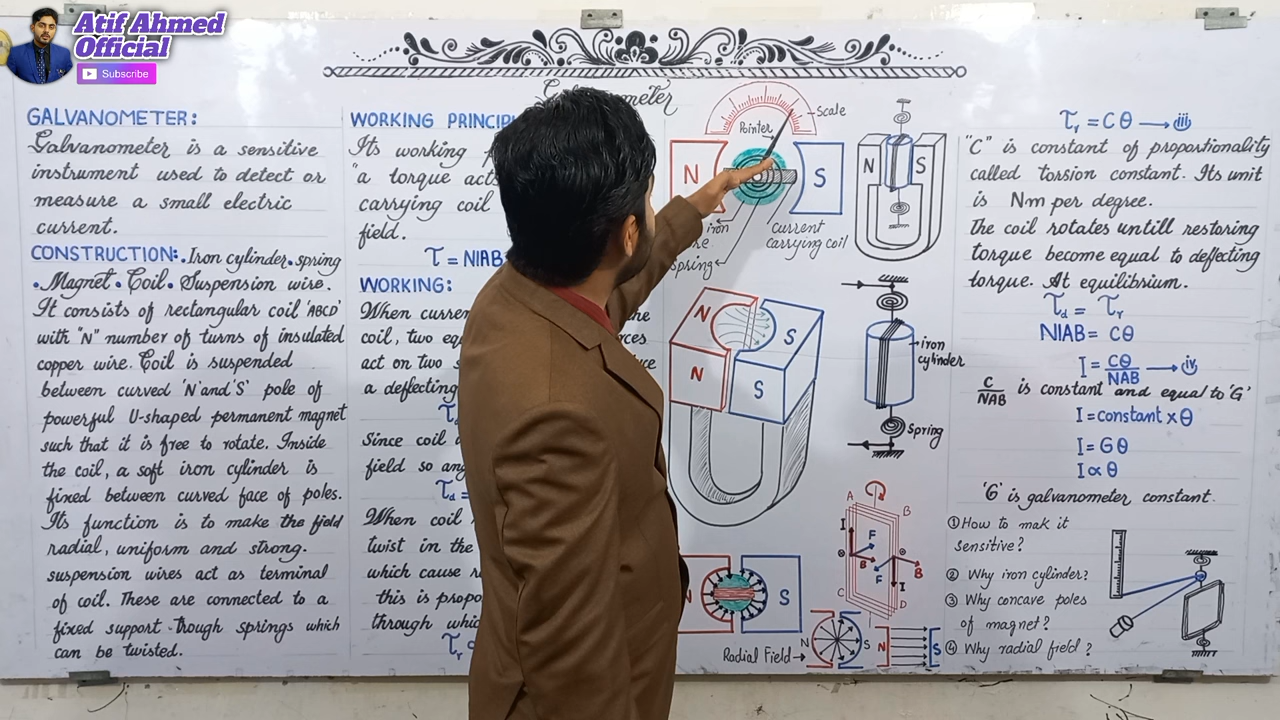 Atif Ahmed
Official
Subscribe
GALVANOMETER:
Galvanometer is a sensitive
instrument used to detect or
measure a small electric
current.
CONSTRUCTION:. Iron cylinder. spring
. Magnet. Coil. Suspension wire.
It consists of rectangular coil 'ABCD'
with "N" number of turns of insulated
copper wire. Coil is suspended
between curved 'N' and 'S' pole of
powerful U-shaped permanent magnet
such that it is free to rotate. Inside
the coil, a soft iron cylinder is
fixed between curved face of poles.
Its function is to make the field
radial, uniform and strong.
suspension wires act as terminal
of coil. These are connected to a
fixed support through springs which
can be twisted.
WORKING
Its working
"a torque acts
carrying coil
field.
τ = NIAB
WORKING:
When the
coil, two
act on two
a deflecting
Since coil
field so
τd =
When coil
twist in the
which cause
this is
through
τr
Scale
Pointer
N S
iron
spring
current
carrying coil
N S
N S
N S
iron
cylinder
Spring
A B
I F
B F B
I
C D
S
Radial Field → N S N S
τr = Cθ → iii
"C" is constant of proportionality
called torsion constant. Its unit
is Nm per degree.
The coil rotates untill restoring
torque become equal to deflecting
torque. At equilibrium.
τd = τr
NIAB = Cθ
I = Cθ/NAB → iv
C/NAB is constant and equal to 'G'
I = constant x θ
I = Gθ
I ∝ θ
'G' is galvanometer constant.
① How to make it
sensitive?
② Why iron cylinder?
③ Why concave poles
of magnet?
④ Why radial field?